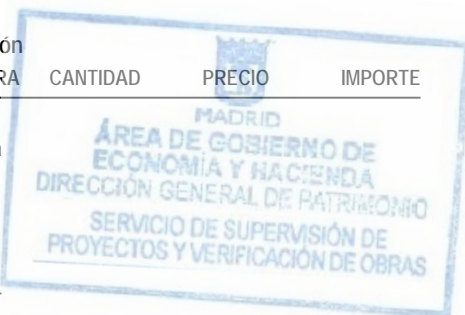 ón
RA CANTIDAD PRECIO IMPORTE
MADRID
ÁREA DE GOBIERNO DE
ECONOMÍA Y HACIENDA
DIRECCIÓN GENERAL DE PATRIMONIO
SERVICIO DE SUPERVISIÓN DE
PROYECTOS Y VERIFICACIÓN DE OBRAS